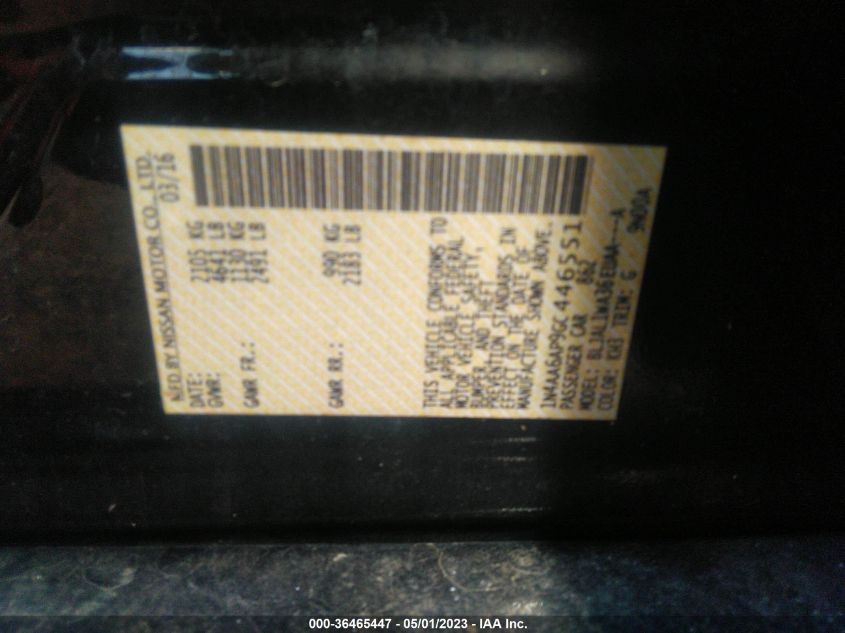 MFD BY NISSAN MOTOR CO., LTD.
DATE: 03/16
GVWR: 2105 KG
4641 LB
GAWR FR.: 1130 KG
2491 LB
GAWR RR.: 990 KG
2183 LB
THIS VEHICLE CONFORMS TO
ALL APPLICABLE FEDERAL
MOTOR VEHICLE SAFETY,
BUMPER, AND THEFT
PREVENTION STANDARDS IN
EFFECT ON THE DATE OF
MANUFACTURE SHOWN ABOVE.
1N4AA6AP9GC446551
PASSENGER CAR 862
MODEL:
COLOR: KH3 TRIM: G
000-36465447 - 05/01/2023 - IAA Inc.